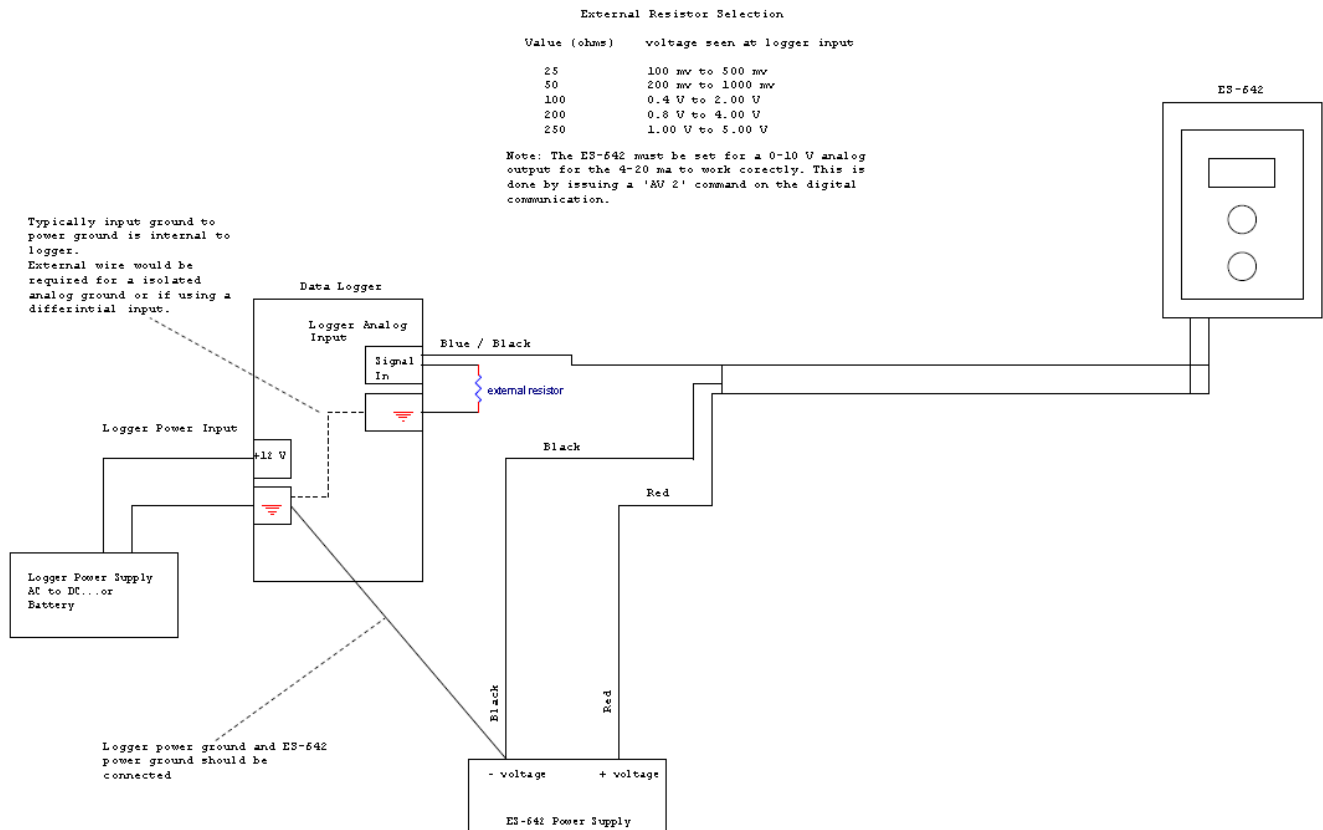 External Resistor Selection
Value (ohms) voltage seen at logger input
25 100 mv to 500 mv
50 200 mv to 1000 mv
100 0.4 V to 2.00 V
200 0.8 V to 4.00 V
250 1.00 V to 5.00 V
Note: The ES-642 must be set for a 0-10 V analog
output for the 4-20 ma to work corectly. This is
done by issuing a 'AV 2' command on the digital
communication.
ES-642
Typically input ground to
power ground is internal to
logger.
External wire would be
required for a isolated
analog ground or if using a
differintial input.
Data Logger
Logger Analog
Input
Signal
In
Blue / Black
external resistor
Logger Power Input
+12 V
Black
Red
Logger Power Supply
AC to DC...or
Battery
Black
Red
Logger power ground and ES-642
power ground should be
connected
- voltage + voltage
ES-642 Power Supply